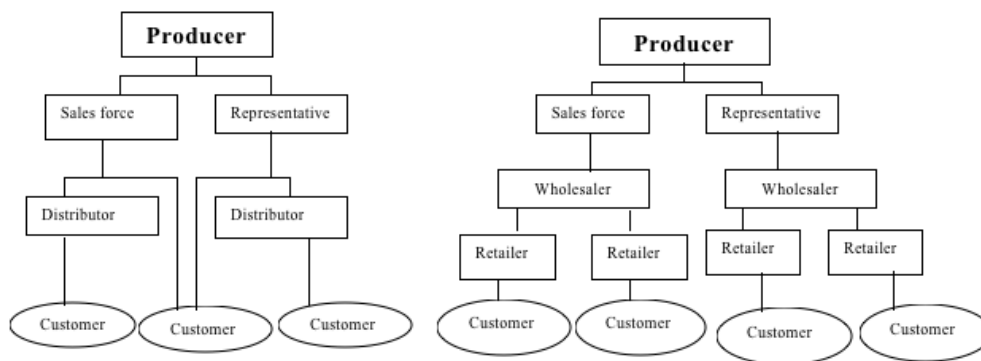 Producer
Sales force
Representative
Distributor
Distributor
Customer
Customer
Customer
Producer
Sales force
Representative
Wholesaler
Wholesaler
Retailer
Retailer
Retailer
Retailer
Customer
Customer
Customer
Customer